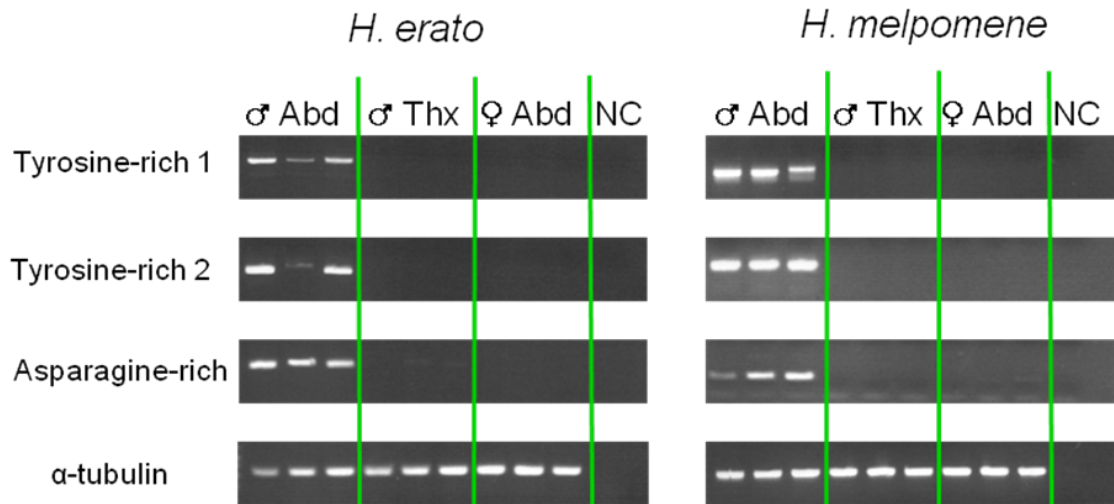 H. erato H. melpomene
♂ Abd ♂ Thx ♀ Abd NC ♂ Abd ♂ Thx ♀ Abd NC
Tyrosine-rich 1
Tyrosine-rich 2
Asparagine-rich
α-tubulin